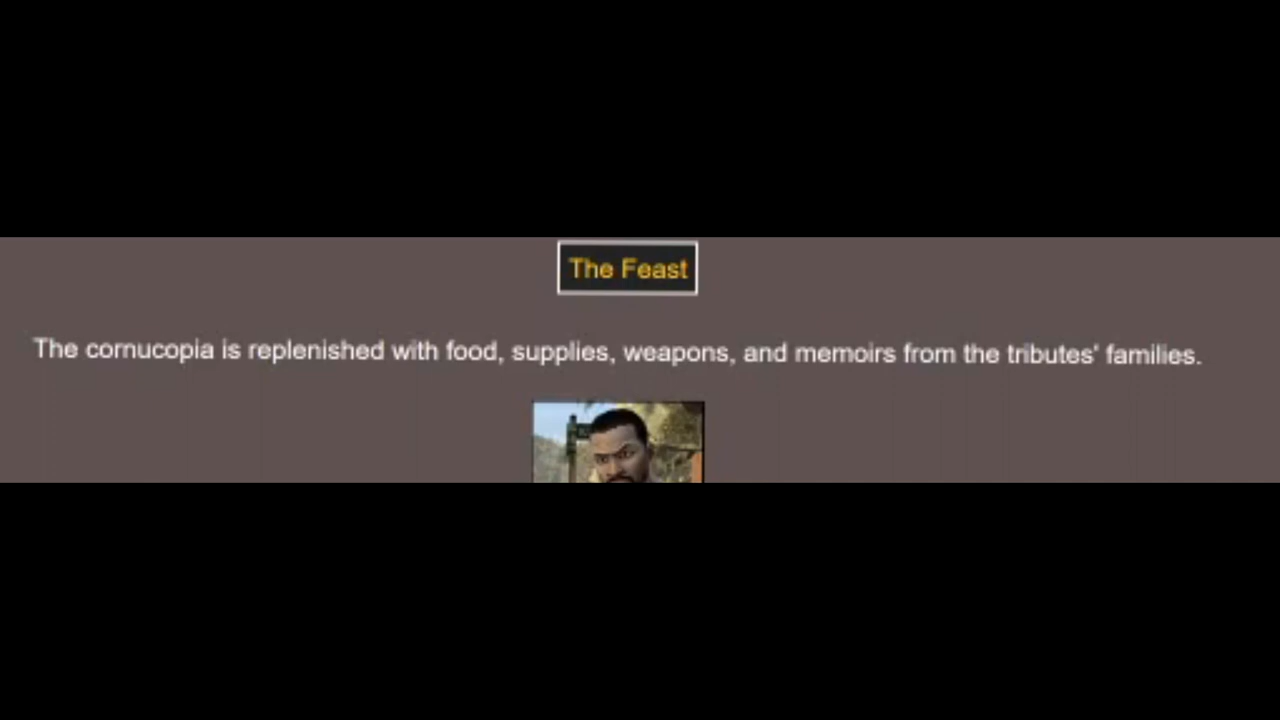 The Feast
The cornucopia is replenished with food, supplies, weapons, and memoirs from the tributes' families.